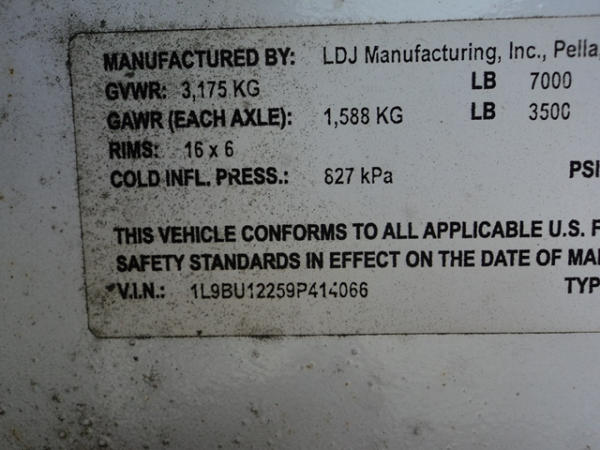 MANUFACTURED BY: LDJ Manufacturing, Inc., Pella,
GVWR: 3,175 KG LB 7000
GAWR (EACH AXLE): 1,588 KG LB 3500
RIMS: 16 x 6
COLD INFL. PRESS.: 827 kPa PSI
THIS VEHICLE CONFORMS TO ALL APPLICABLE U.S. F
SAFETY STANDARDS IN EFFECT ON THE DATE OF MA
V.I.N.: 1L9BU12259P414066 TYP